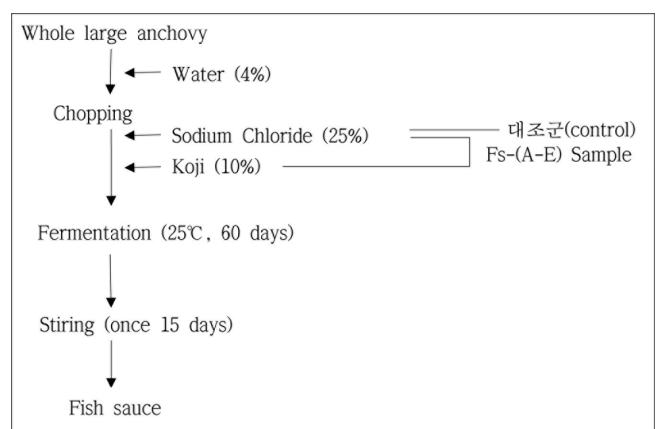 Whole large anchovy
Water (4%)
Chopping
Sodium Chloride (25%)
대조군(control)
Koji (10%)
Fs-(A-E) Sample
Fermentation (25℃, 60 days)
Stiring (once 15 days)
Fish sauce